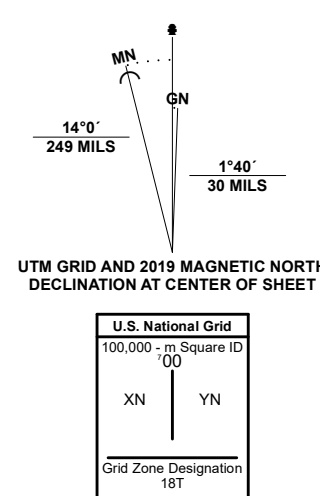 MN
GN
14°0´
249 MILS
1°40´
30 MILS
UTM GRID AND 2019 MAGNETIC NORTH
DECLINATION AT CENTER OF SHEET
U.S. National Grid
100,000 - m Square ID
⁷00
XN YN
Grid Zone Designation
18T